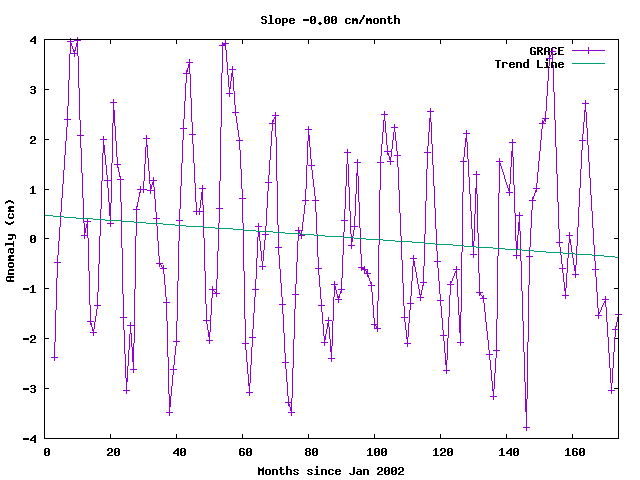 Slope -0.00 cm/month
GRACE
Trend Line
4
3
2
1
0
-1
-2
-3
-4
Anomaly (cm)
0 20 40 60 80 100 120 140 160
Months since Jan 2002